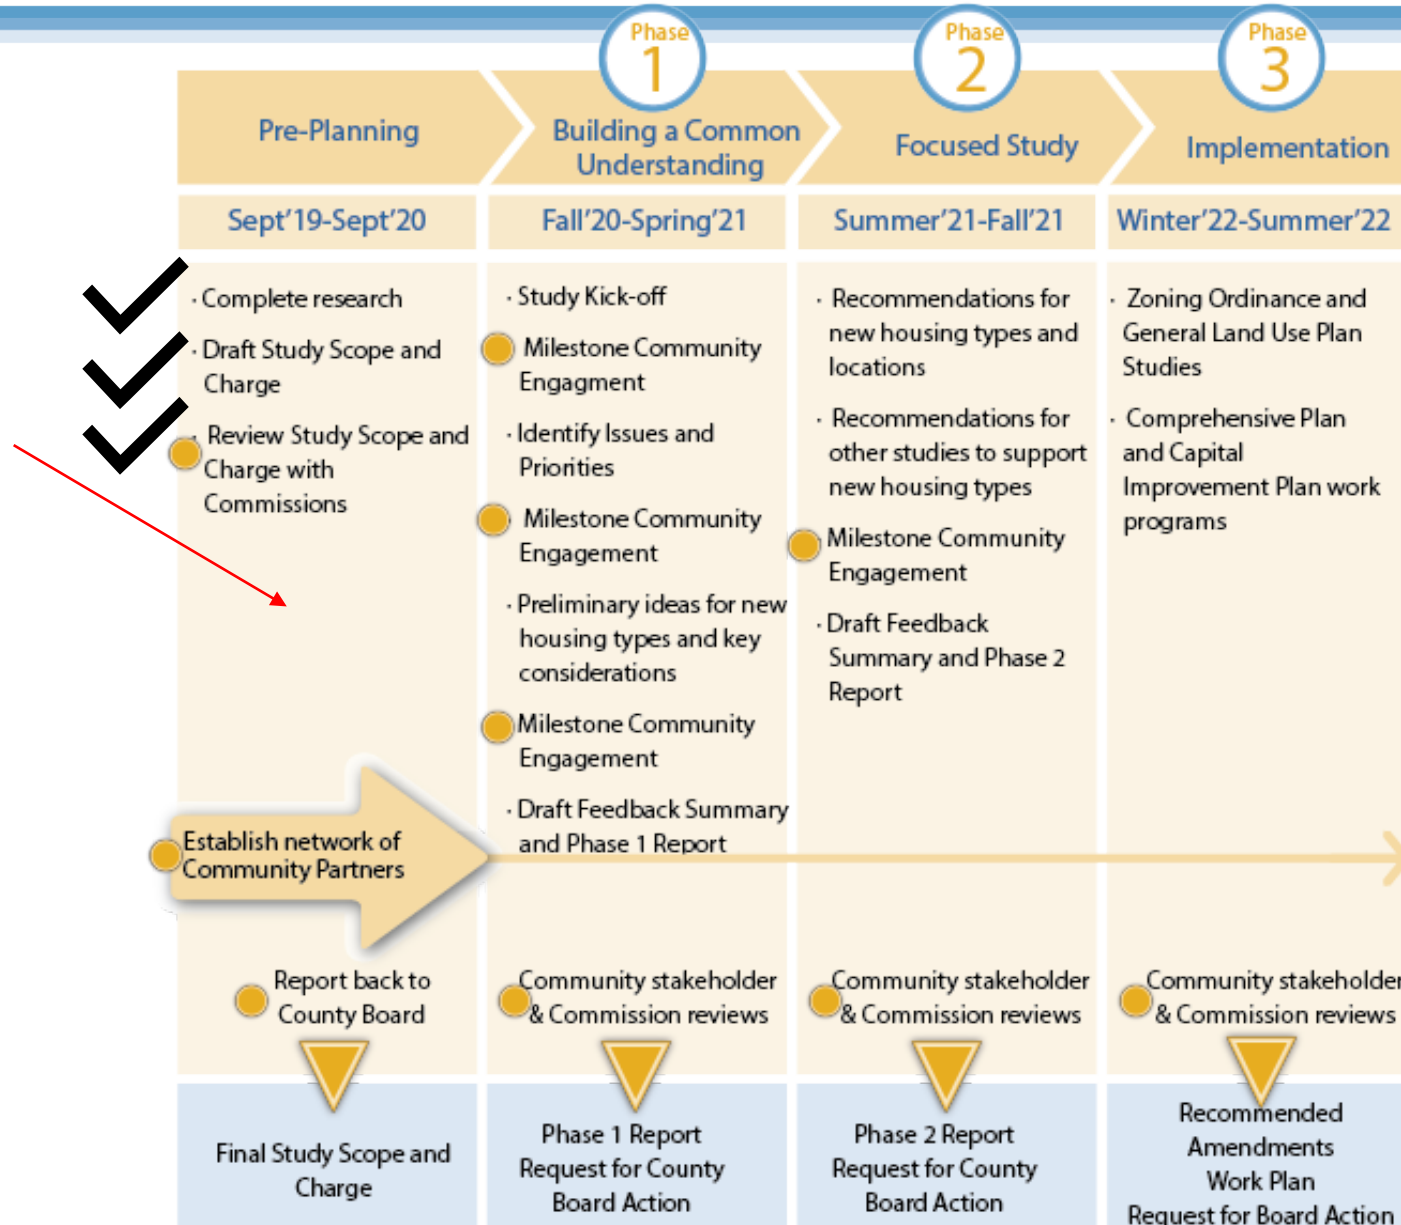 Phase
1
Phase
2
Phase
3
Pre-Planning
Building a Common
Understanding
Focused Study
Implementation
Sept'19-Sept'20
Fall'20-Spring'21
Summer'21-Fall'21
Winter'22-Summer'22
· Complete research
· Draft Study Scope and
Charge
· Review Study Scope and
Charge with
Commissions
· Study Kick-off
Milestone Community
Engagment
· Identify Issues and
Priorities
Milestone Community
Engagement
· Preliminary ideas for new
housing types and key
considerations
Milestone Community
Engagement
· Draft Feedback Summary
and Phase 1 Report
· Recommendations for
new housing types and
locations
· Recommendations for
other studies to support
new housing types
Milestone Community
Engagement
· Draft Feedback
Summary and Phase 2
Report
· Zoning Ordinance and
General Land Use Plan
Studies
· Comprehensive Plan
and Capital
Improvement Plan work
programs
Establish network of
Community Partners
Report back to
County Board
Community stakeholder
& Commission reviews
Community stakeholder
& Commission reviews
Community stakeholder
& Commission reviews
Final Study Scope and
Charge
Phase 1 Report
Request for County
Board Action
Phase 2 Report
Request for County
Board Action
Recommended
Amendments
Work Plan
Request for Board Action